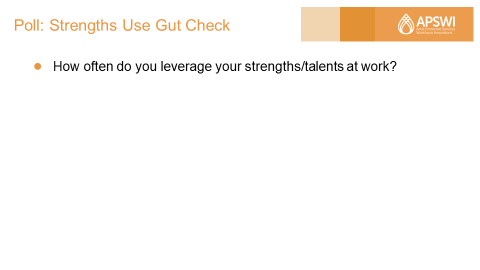 Poll: Strengths Use Gut Check
APSWI
How often do you leverage your strengths/talents at work?